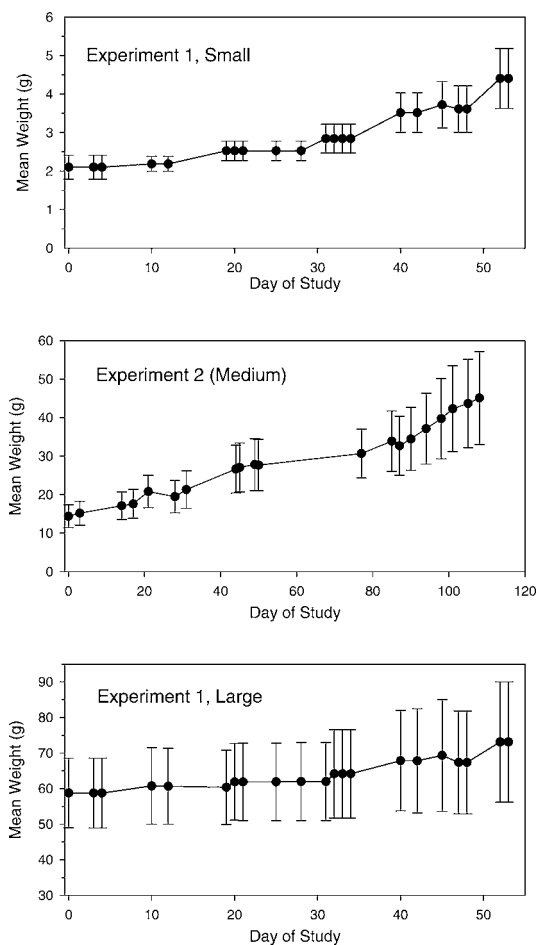 6
Experiment 1, Small
5
4
3
2
1
0
Mean Weight (g)
0 10 20 30 40 50
Day of Study
60
Experiment 2 (Medium)
50
40
30
20
10
0
Mean Weight (g)
0 20 40 60 80 100 120
Day of Study
90
Experiment 1, Large
80
70
60
50
40
30
Mean Weight (g)
0 10 20 30 40 50
Day of Study